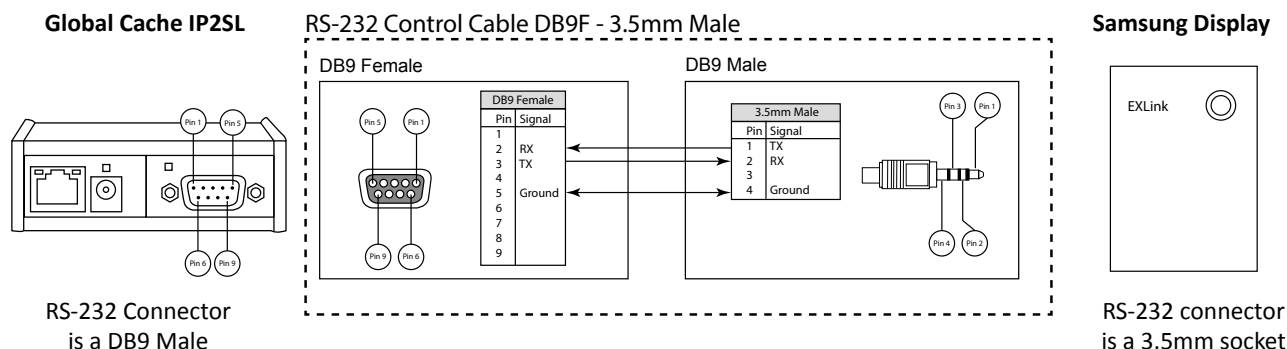 Global Cache IP2SL
RS-232 Control Cable DB9F - 3.5mm Male
Samsung Display
DB9 Female
DB9 Male
Pin 1
Pin 5
Pin 6
Pin 9
RS-232 Connector
is a DB9 Male
Pin 5
Pin 1
Pin 9
Pin 6
DB9 Female
Pin Signal
1
2 RX
3 TX
4
5 Ground
6
7
8
9
3.5mm Male
Pin Signal
1 TX
2 RX
3
4 Ground
Pin 3
Pin 1
Pin 4
Pin 2
EXLink
RS-232 connector
is a 3.5mm socket